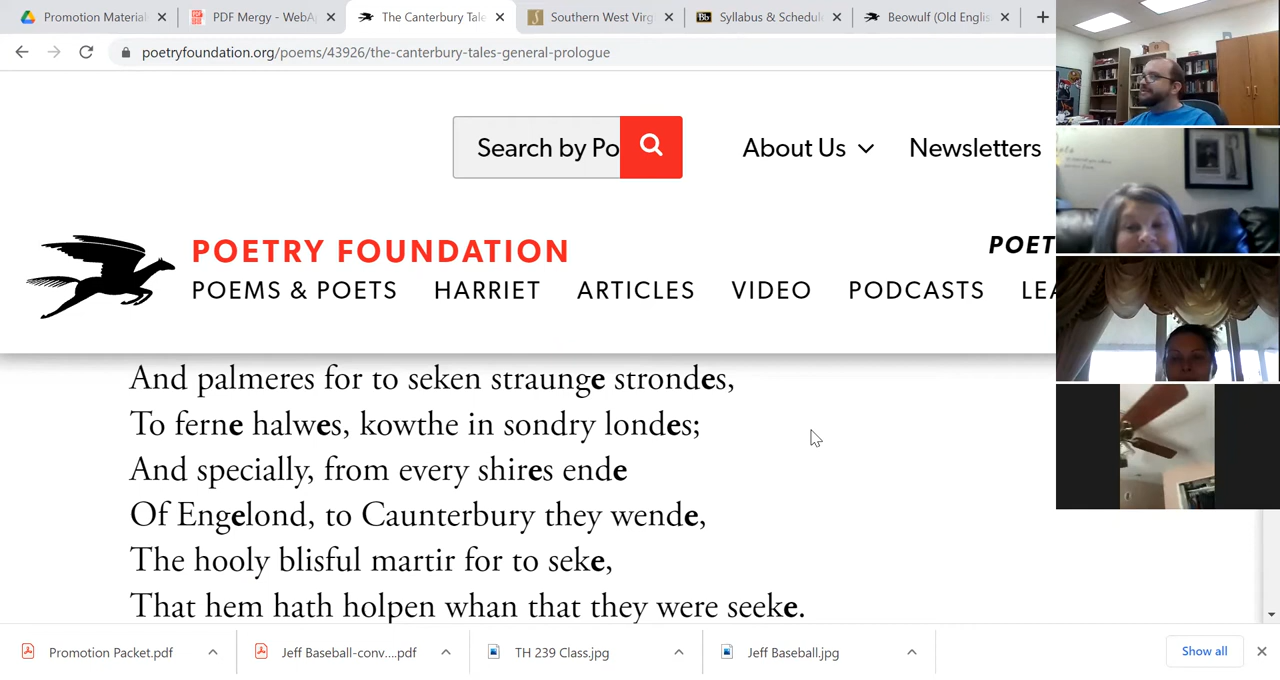 Promotion Material
PDF Mergy - WebA
The Canterbury Tale
Southern West Virg
Bb Syllabus & Schedul
Beowulf (Old Englis
poetryfoundation.org/poems/43926/the-canterbury-tales-general-prologue
Search by Po
About Us
Newsletters
POETRY FOUNDATION
POET
POEMS & POETS HARRIET ARTICLES VIDEO PODCASTS LEA
And palmeres for to seken straunge strondes,
To ferne halwes, kowthe in sondry londes;
And specially, from every shires ende
Of Engelond, to Caunterbury they wende,
The hooly blisful martir for to seke,
That hem hath holpen whan that they were seeke.
Promotion Packet.pdf
Jeff Baseball-conv....pdf
TH 239 Class.jpg
Jeff Baseball.jpg
Show all